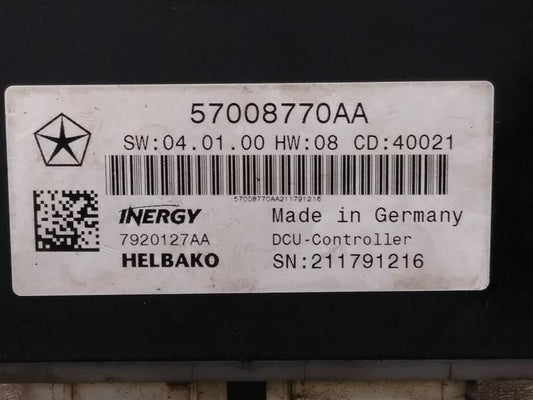 57008770AA
SW:04.01.00 HW:08 CD:40021
57008770AA211791216
INERGY Made in Germany
7920127AA DCU-Controller
HELBAKO SN:211791216